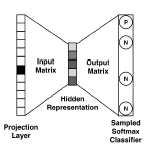 P
N
Input
Matrix
Output
Matrix
N
Hidden
Representation
N
Projection
Layer
Sampled
Softmax
Classifier